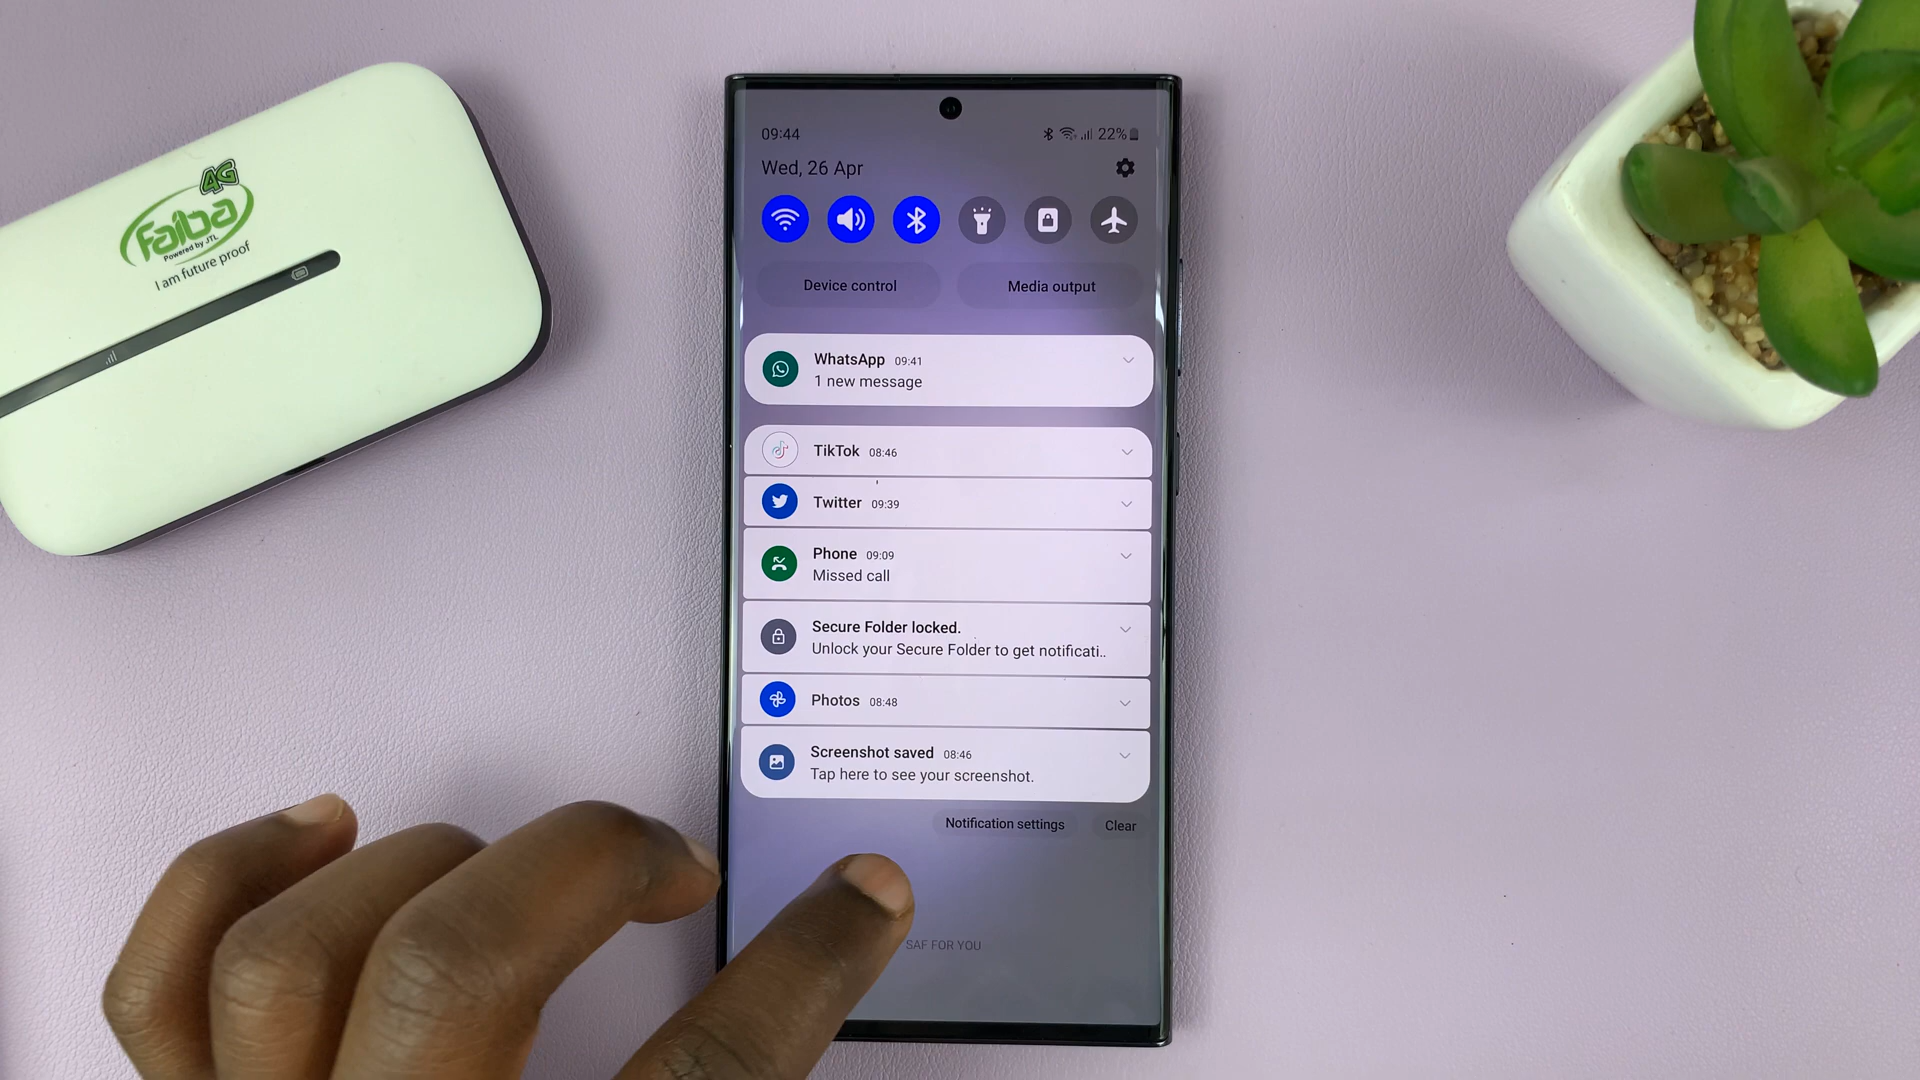 4G
faiba
Powered by JTL
I am future proof
09:44
22%
Wed, 26 Apr
Device control
Media output
WhatsApp 09:41
1 new message
TikTok 08:46
Twitter 09:39
Phone 09:09
Missed call
Secure Folder locked.
Unlock your Secure Folder to get notificati..
Photos 08:48
Screenshot saved 08:46
Tap here to see your screenshot.
Notification settings
Clear
SAF FOR YOU